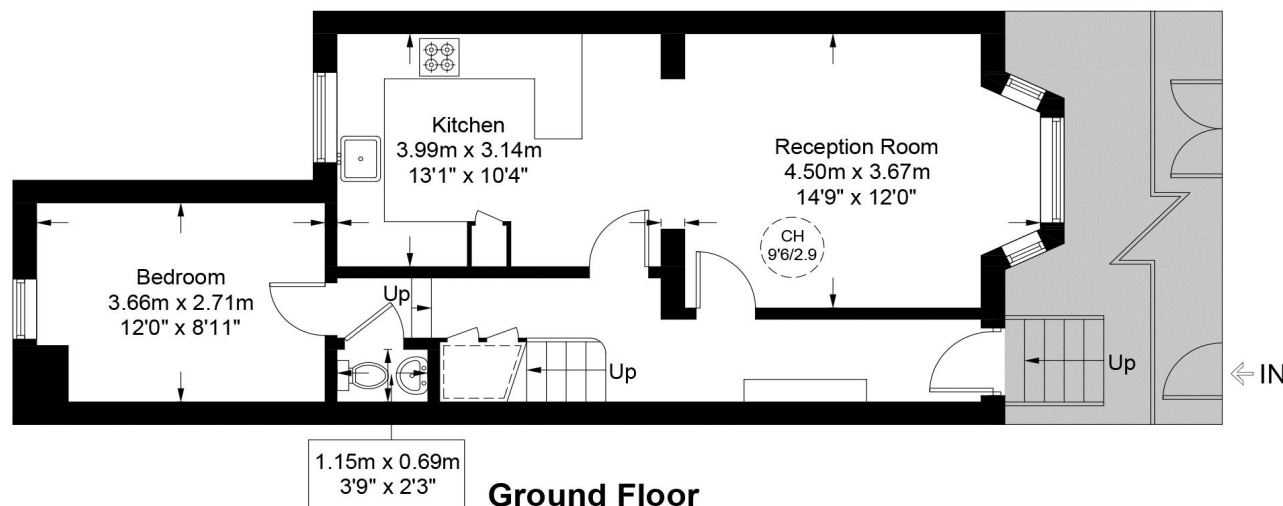 Kitchen
3.99m x 3.14m
13'1" x 10'4"
Reception Room
4.50m x 3.67m
14'9" x 12'0"
CH
9'6/2.9
Bedroom
3.66m x 2.71m
12'0" x 8'11"
Up
Up
Up
IN
1.15m x 0.69m
3'9" x 2'3"
Ground Floor